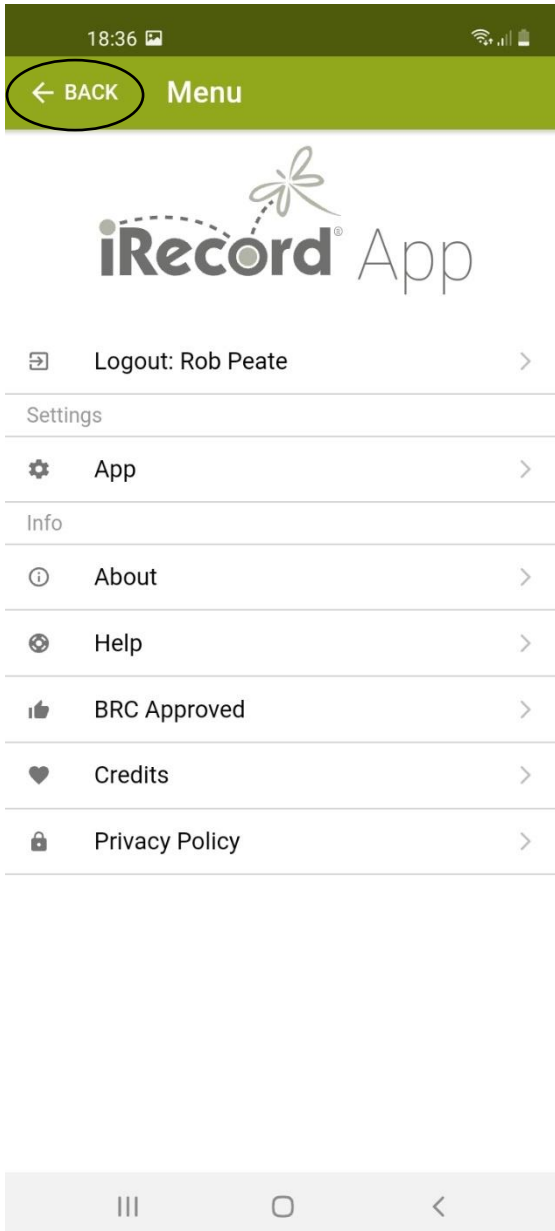 18:36
← BACK Menu
iRecord® App
Logout: Rob Peate
Settings
App
Info
About
Help
BRC Approved
Credits
Privacy Policy